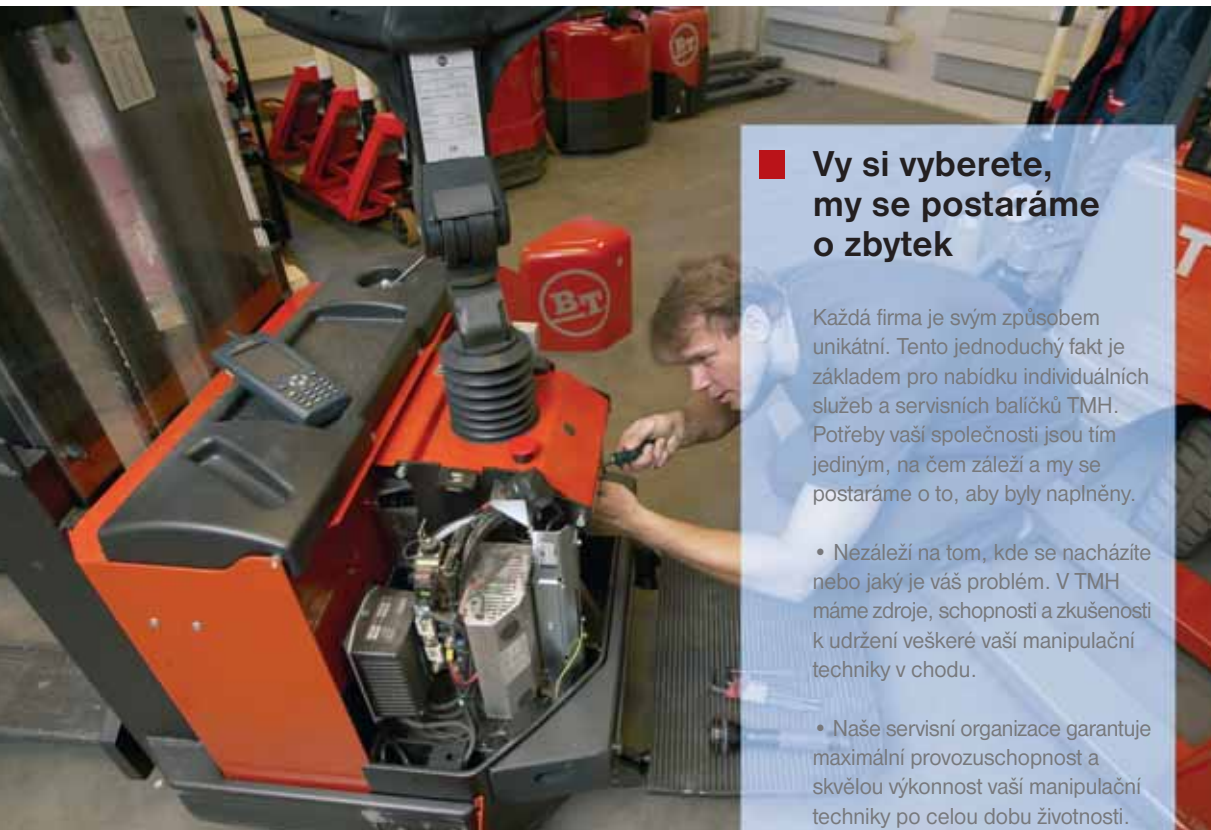 BT
BT
T
Vy si vyberete,
my se postaráme
o zbytek
Každá firma je svým způsobem
unikátní. Tento jednoduchý fakt je
základem pro nabídku individuálních
služeb a servisních balíčků TMH.
Potřeby vaší společnosti jsou tím
jediným, na čem záleží a my se
postaráme o to, aby byly naplněny.
• Nezáleží na tom, kde se nacházíte
nebo jaký je váš problém. V TMH
máme zdroje, schopnosti a zkušenosti
k udržení veškeré vaší manipulační
techniky v chodu.
• Naše servisní organizace garantuje
maximální provozuschopnost a
skvělou výkonnost vaší manipulační
techniky po celou dobu životnosti.